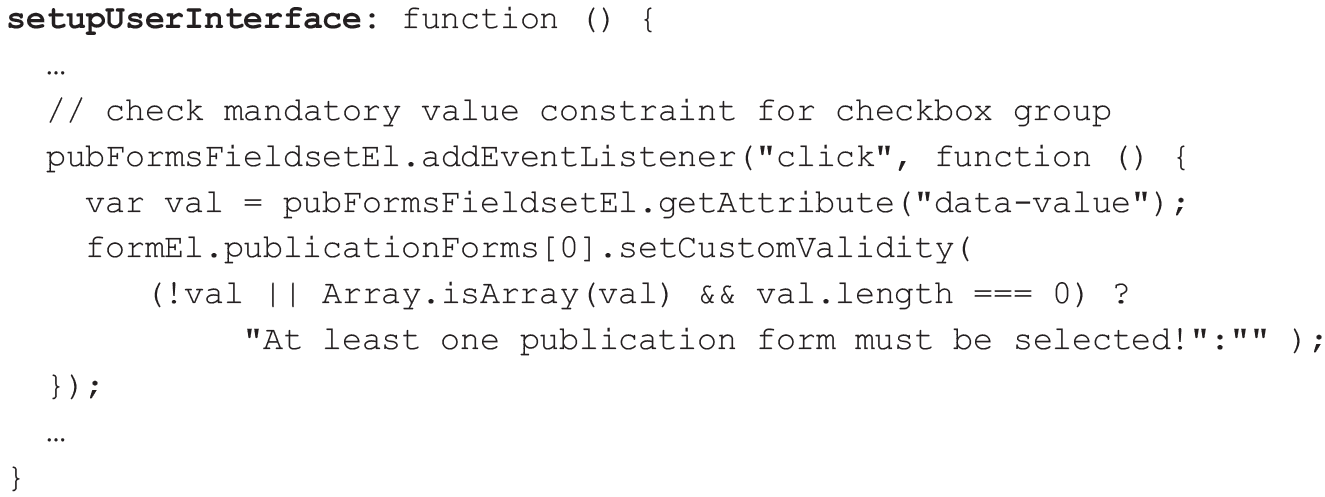 setupUserInterface: function () {
…
// check mandatory value constraint for checkbox group
pubFormsFieldsetEl.addEventListener("click", function () {
var val = pubFormsFieldsetEl.getAttribute("data-value");
formEl.publicationForms[0].setCustomValidity(
(!val || Array.isArray(val) && val.length === 0) ?
"At least one publication form must be selected!":"" );
});
…
}